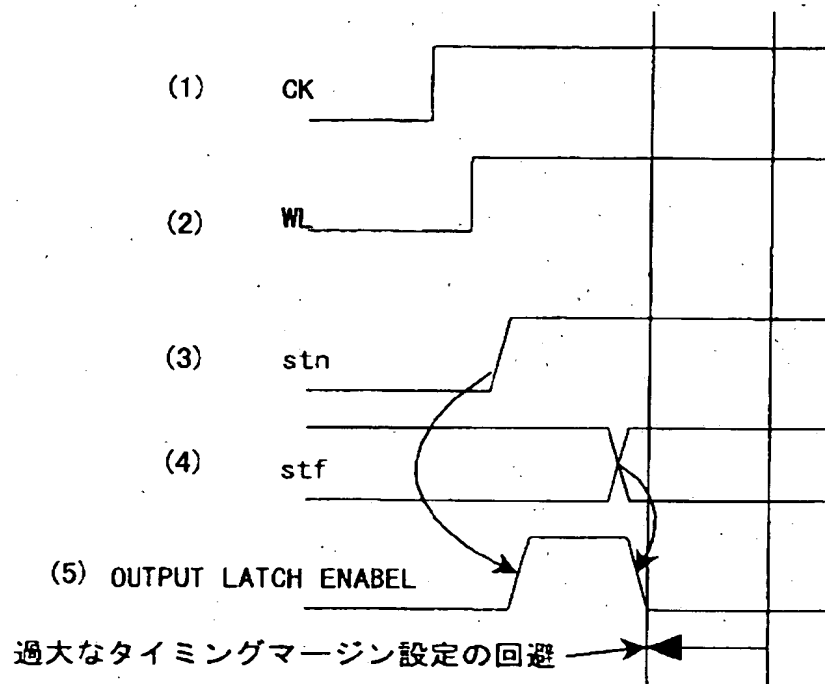 (1) CK
(2) WL
(3) stn
(4) stf
(5) OUTPUT LATCH ENABEL
過大なタイミングマージン設定の回避